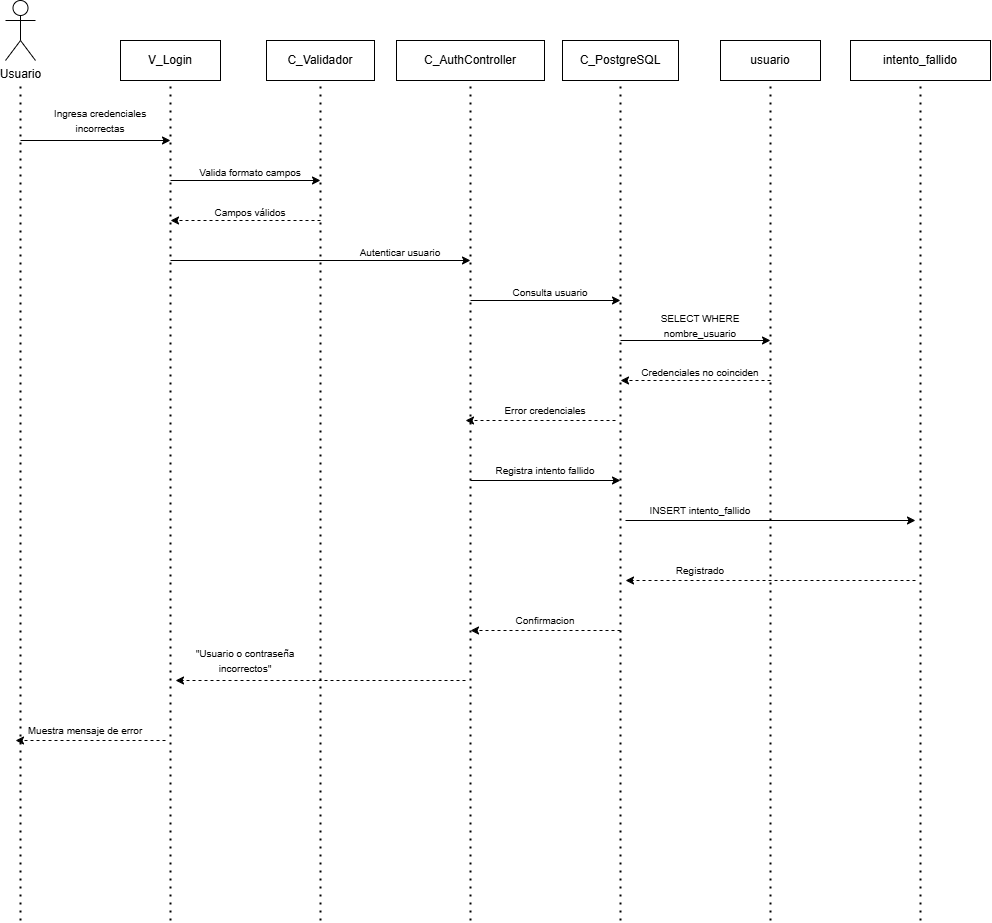 Usuario
V_Login
C_Validador
C_AuthController
C_PostgreSQL
usuario
intento_fallido
Ingresa credenciales
incorrectas
Valida formato campos
Campos válidos
Autenticar usuario
Consulta usuario
SELECT WHERE
nombre_usuario
Credenciales no coinciden
Error credenciales
Registra intento fallido
INSERT intento_fallido
Registrado
Confirmacion
"Usuario o contraseña
incorrectos"
Muestra mensaje de error